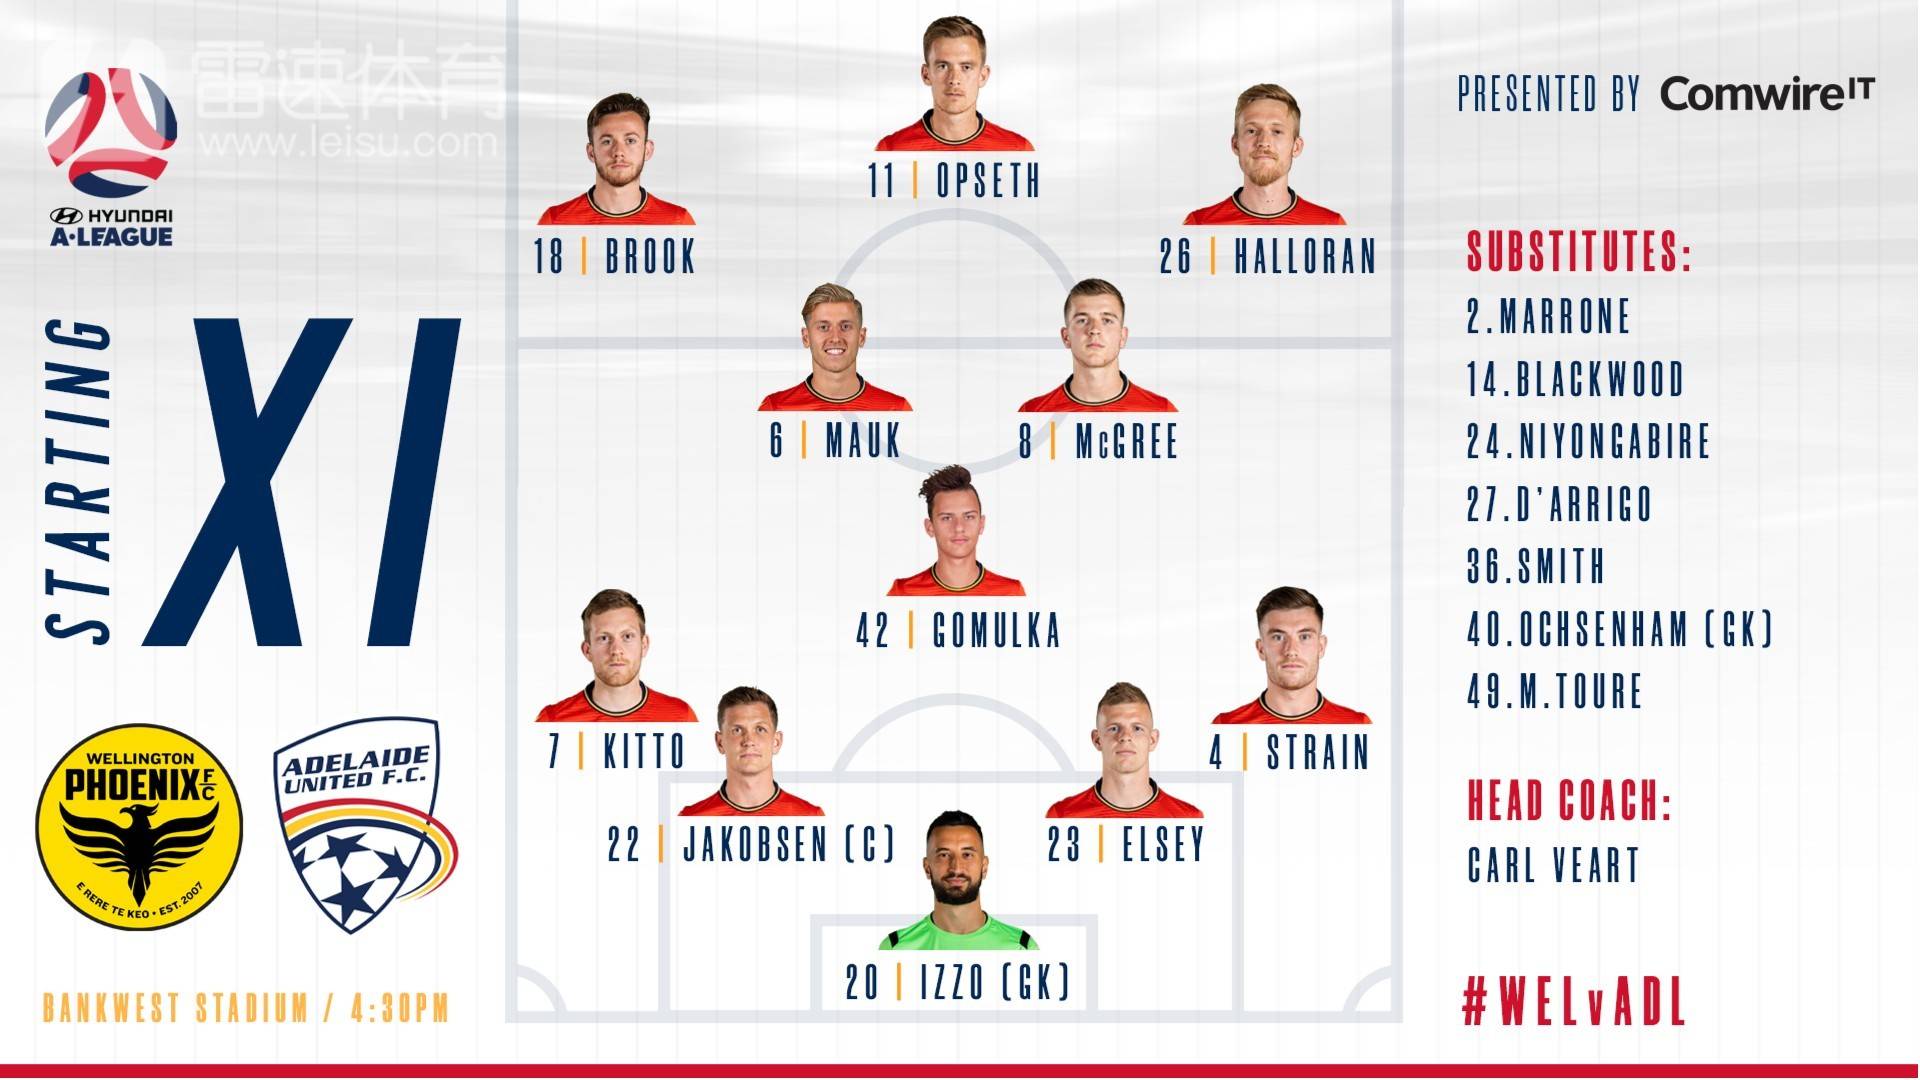 雷速体育
www.leisu.com
HYUNDAI
A-LEAGUE
STARTING
XI
WELLINGTON
PHOENIX FC
E RERE TE KEO • EST. 2007
ADELAIDE
UNITED F.C.
BANKWEST STADIUM / 4:30PM
11 | OPSETH
18 | BROOK
26 | HALLORAN
6 | MAUK
8 | McGREE
42 | GOMULKA
7 | KITTO
4 | STRAIN
22 | JAKOBSEN (C)
23 | ELSEY
20 | IZZO (GK)
PRESENTED BY ComwireIT
SUBSTITUTES:
2.MARRONE
14.BLACKWOOD
24.NIYONGABIRE
27.D'ARRIGO
36.SMITH
40.OCHSENHAM (GK)
49.M.TOURE
HEAD COACH:
CARL VEART
#WELvADL